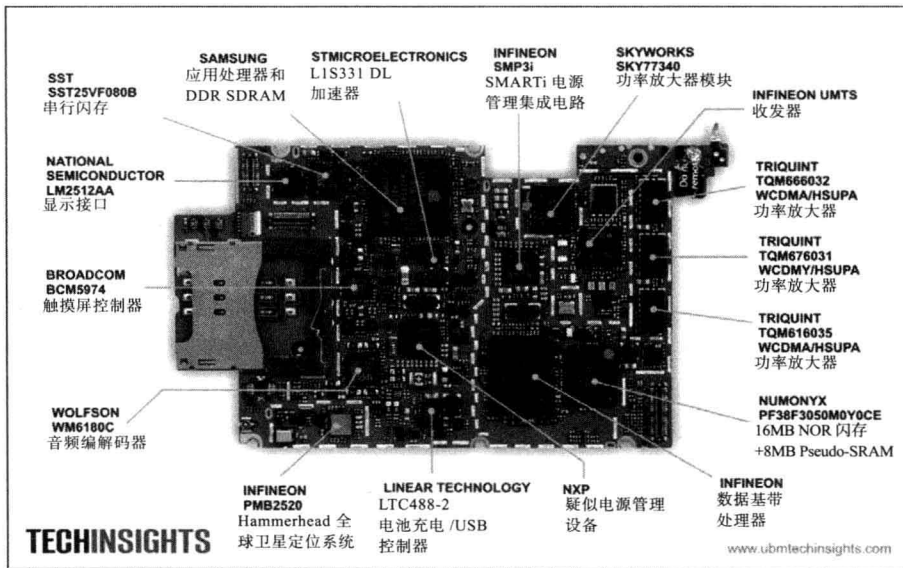 SST
SST25VF080B
串行闪存
SAMSUNG
应用处理器和
DDR SDRAM
STMICROELECTRONICS
L1S331 DL
加速器
INFINEON
SMP3i
SMARTi 电源
管理集成电路
SKYWORKS
SKY77340
功率放大器模块
INFINEON UMTS
收发器
NATIONAL
SEMICONDUCTOR
LM2512AA
显示接口
TRIQUINT
TQM666032
WCDMA/HSUPA
功率放大器
BROADCOM
BCM5974
触摸屏控制器
TRIQUINT
TQM676031
WCDMY/HSUPA
功率放大器
TRIQUINT
TQM616035
WCDMA/HSUPA
功率放大器
WOLFSON
WM6180C
音频编解码器
NUMONYX
PF38F3050M0Y0CE
16MB NOR 闪存
+8MB Pseudo-SRAM
INFINEON
PMB2520
Hammerhead 全
球卫星定位系统
LINEAR TECHNOLOGY
LTC488-2
电池充电 /USB
控制器
NXP
疑似电源管理
设备
INFINEON
数据基带
处理器
TECHINSIGHTS
www.ubmtechinsights.com